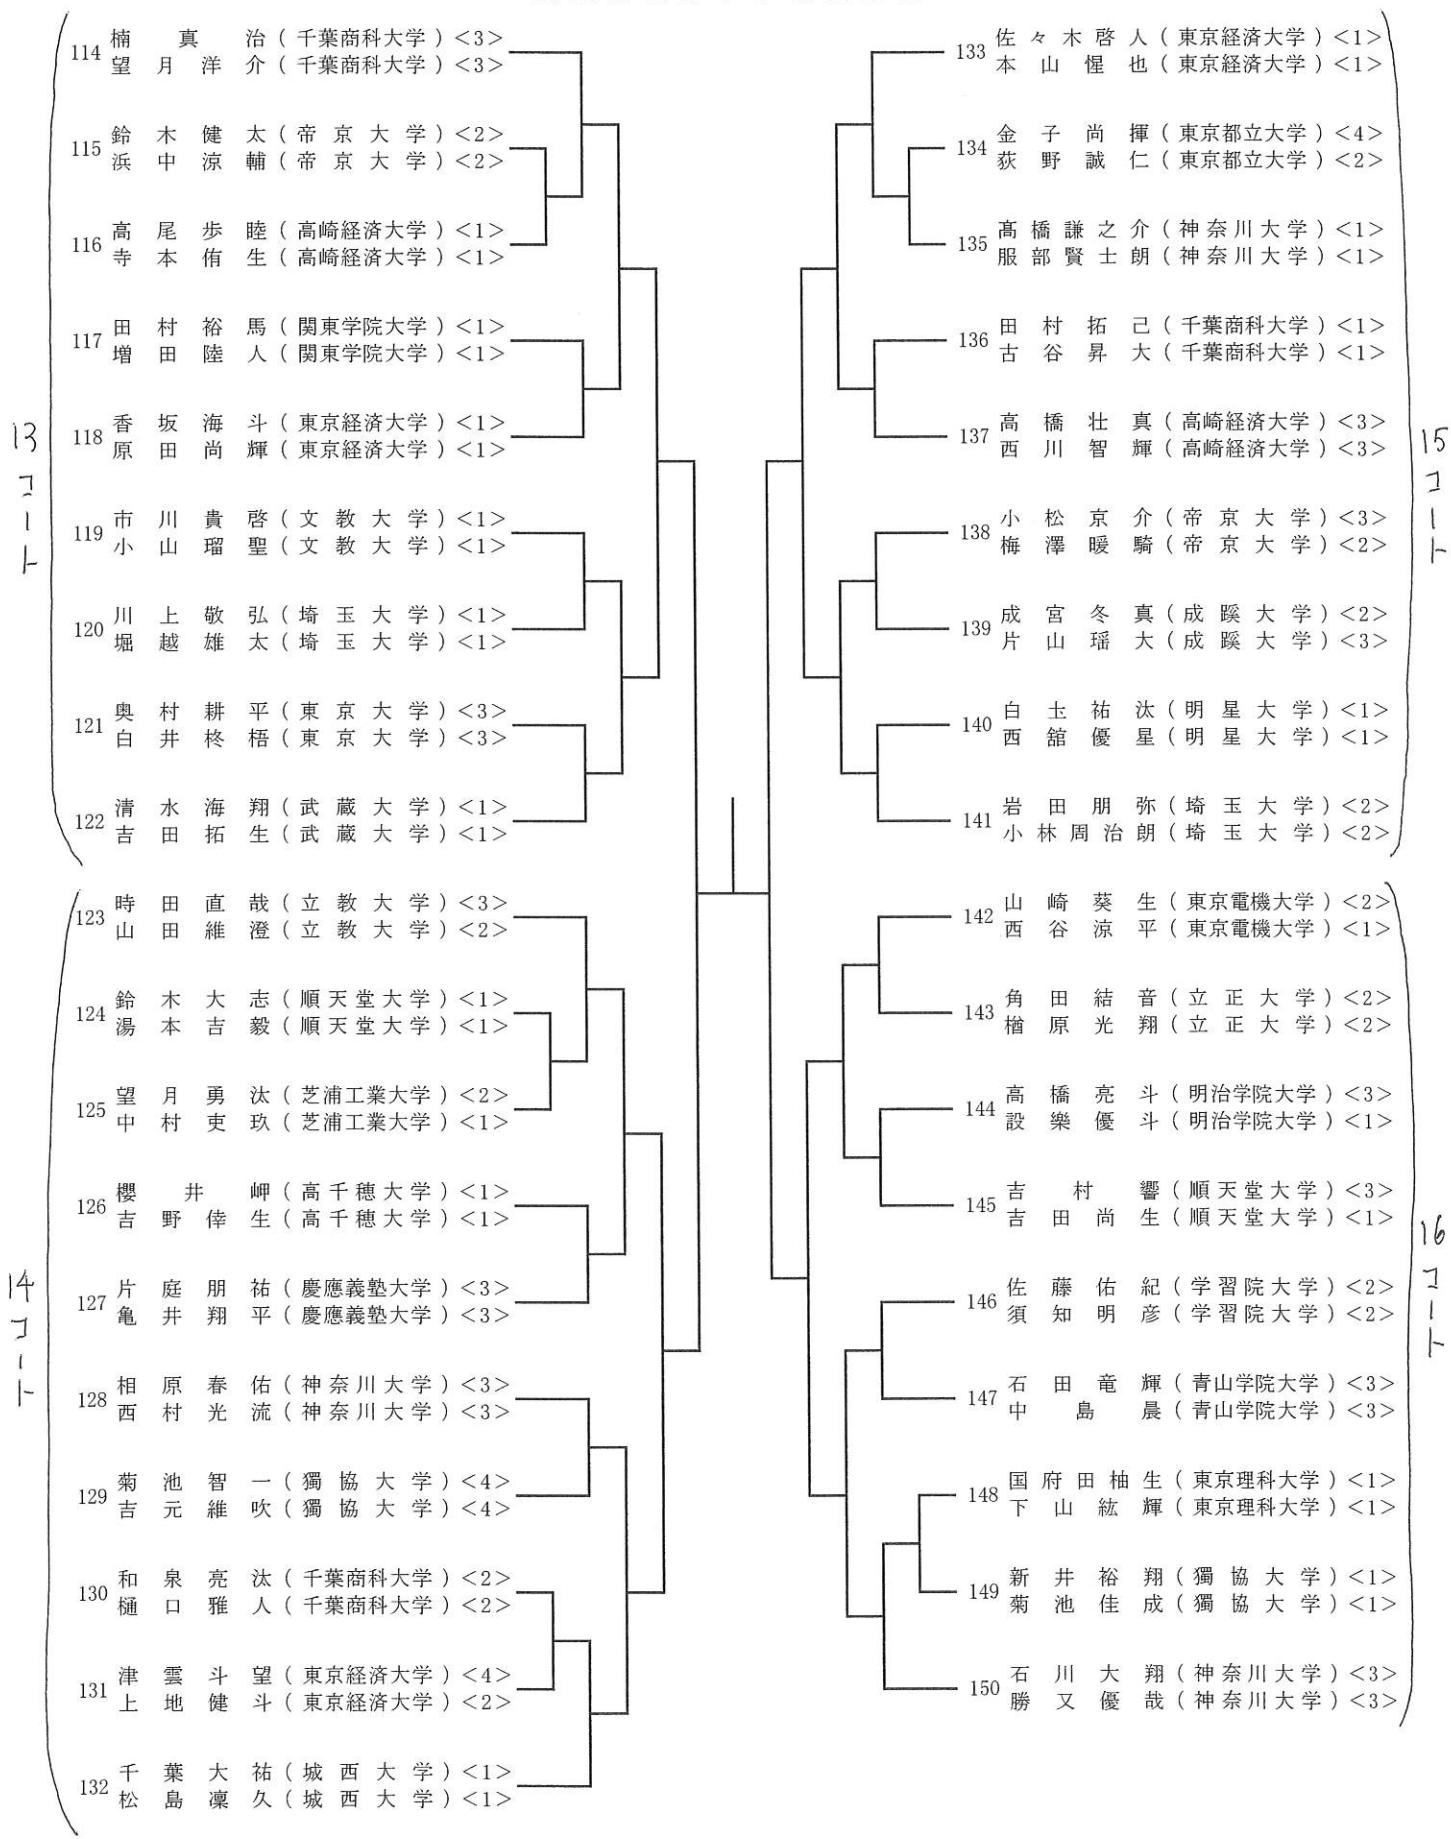 114
楠真治(千葉商科大学)<3>
望月洋介(千葉商科大学)<3>
115
鈴木健太(帝京大学)<2>
浜中涼輔(帝京大学)<2>
116
高尾歩睦(高崎経済大学)<1>
寺本侑生(高崎経済大学)<1>
117
田村裕馬(関東学院大学)<1>
増田陸人(関東学院大学)<1>
118
香坂海斗(東京経済大学)<1>
原田尚輝(東京経済大学)<1>
119
市川貴啓(文教大学)<1>
小山瑠聖(文教大学)<1>
120
川上敬弘(埼玉大学)<1>
堀越雄太(埼玉大学)<1>
121
奥村耕平(東京大学)<3>
白井柊梧(東京大学)<3>
122
清水海翔(武蔵大学)<1>
吉田拓生(武蔵大学)<1>
13コート
123
時田直哉(立教大学)<3>
山田維澄(立教大学)<2>
124
鈴木大志(順天堂大学)<1>
湯本吉毅(順天堂大学)<1>
125
望月勇汰(芝浦工業大学)<2>
中村吏玖(芝浦工業大学)<1>
126
櫻井岬(高千穂大学)<1>
吉野倖生(高千穂大学)<1>
127
片庭朋祐(慶應義塾大学)<3>
亀井翔平(慶應義塾大学)<3>
128
相原春佑(神奈川大学)<3>
西村光流(神奈川大学)<3>
129
菊池智一(獨協大学)<4>
吉元維吹(獨協大学)<4>
130
和泉亮汰(千葉商科大学)<2>
樋口雅人(千葉商科大学)<2>
131
津雲斗望(東京経済大学)<4>
上地健斗(東京経済大学)<2>
132
千葉大祐(城西大学)<1>
松島凜久(城西大学)<1>
14コート
133
佐々木啓人(東京経済大学)<1>
本山惺也(東京経済大学)<1>
134
金子尚揮(東京都立大学)<4>
荻野誠仁(東京都立大学)<2>
135
髙橋謙之介(神奈川大学)<1>
服部賢士朗(神奈川大学)<1>
136
田村拓己(千葉商科大学)<1>
古谷昇大(千葉商科大学)<1>
137
高橋壮真(高崎経済大学)<3>
西川智輝(高崎経済大学)<3>
138
小松京介(帝京大学)<3>
梅澤暖騎(帝京大学)<2>
139
成宮冬真(成蹊大学)<2>
片山瑶大(成蹊大学)<3>
140
白圡祐汰(明星大学)<1>
西舘優星(明星大学)<1>
141
岩田朋弥(埼玉大学)<2>
小林周治朗(埼玉大学)<2>
15コート
142
山崎葵生(東京電機大学)<2>
西谷涼平(東京電機大学)<1>
143
角田結音(立正大学)<2>
楢原光翔(立正大学)<2>
144
高橋亮斗(明治学院大学)<3>
設樂優斗(明治学院大学)<1>
145
吉村響(順天堂大学)<3>
吉田尚生(順天堂大学)<1>
146
佐藤佑紀(学習院大学)<2>
須知明彦(学習院大学)<2>
147
石田竜輝(青山学院大学)<3>
中島晨(青山学院大学)<3>
148
国府田柚生(東京理科大学)<1>
下山紘輝(東京理科大学)<1>
149
新井裕翔(獨協大学)<1>
菊池佳成(獨協大学)<1>
150
石川大翔(神奈川大学)<3>
勝又優哉(神奈川大学)<3>
16コート